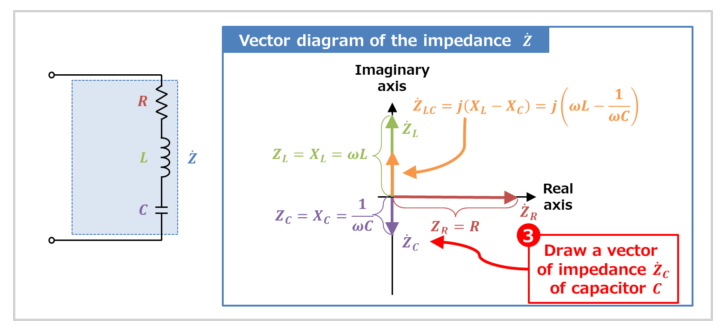 Vector diagram of the impedance Ż
Imaginary
axis
Ż_LC = j(X_L − X_C) = j(ωL − 1/ωC)
R
L
C
Ż
Ż_L
Z_L = X_L = ωL
Real
axis
Z_C = X_C = 1/ωC
Z_R = R
Ż_R
Ż_C
3
Draw a vector
of impedance Ż_C
of capacitor C